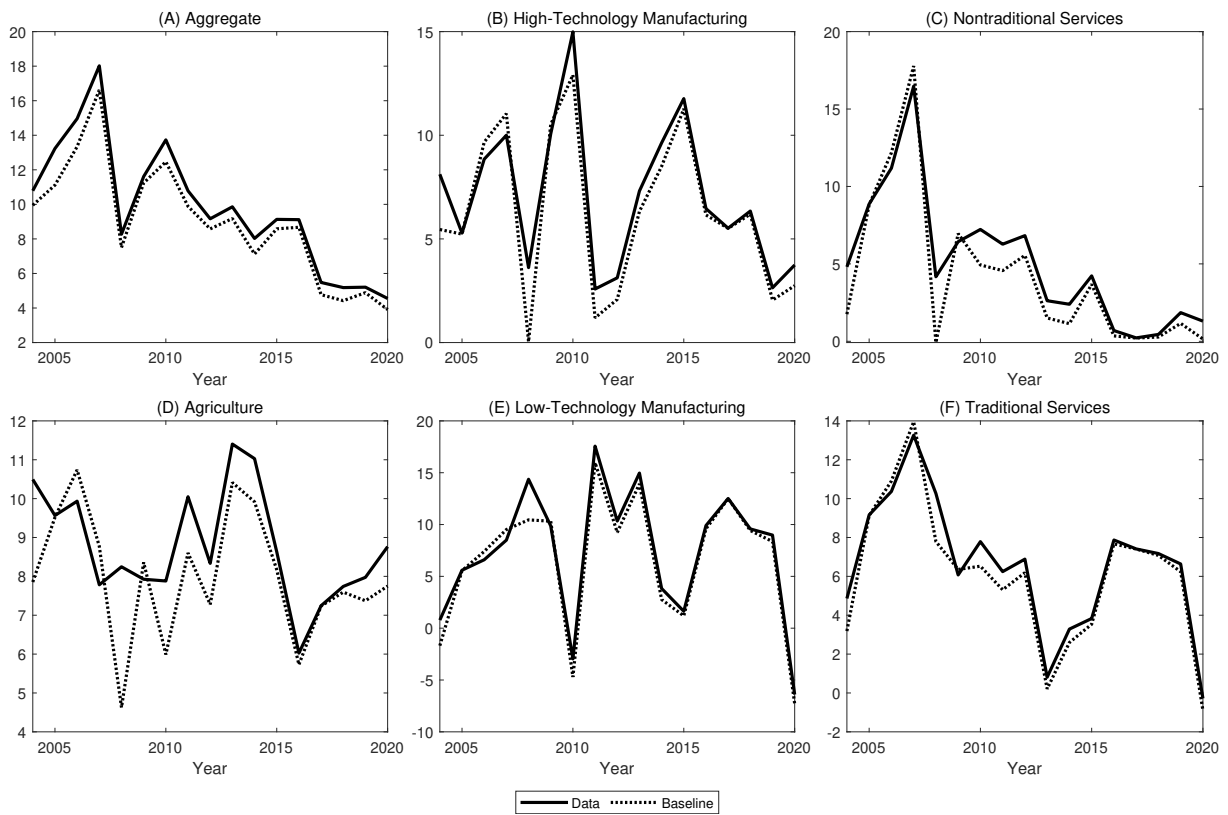 (A) Aggregate
20
18
16
14
12
10
8
6
4
2
2005 2010 2015 2020
Year
(B) High-Technology Manufacturing
15
10
5
0
2005 2010 2015 2020
Year
(C) Nontraditional Services
20
15
10
5
0
2005 2010 2015 2020
Year
(D) Agriculture
12
11
10
9
8
7
6
5
4
2005 2010 2015 2020
Year
(E) Low-Technology Manufacturing
20
15
10
5
0
-5
-10
2005 2010 2015 2020
Year
(F) Traditional Services
14
12
10
8
6
4
2
0
-2
2005 2010 2015 2020
Year
Data Baseline